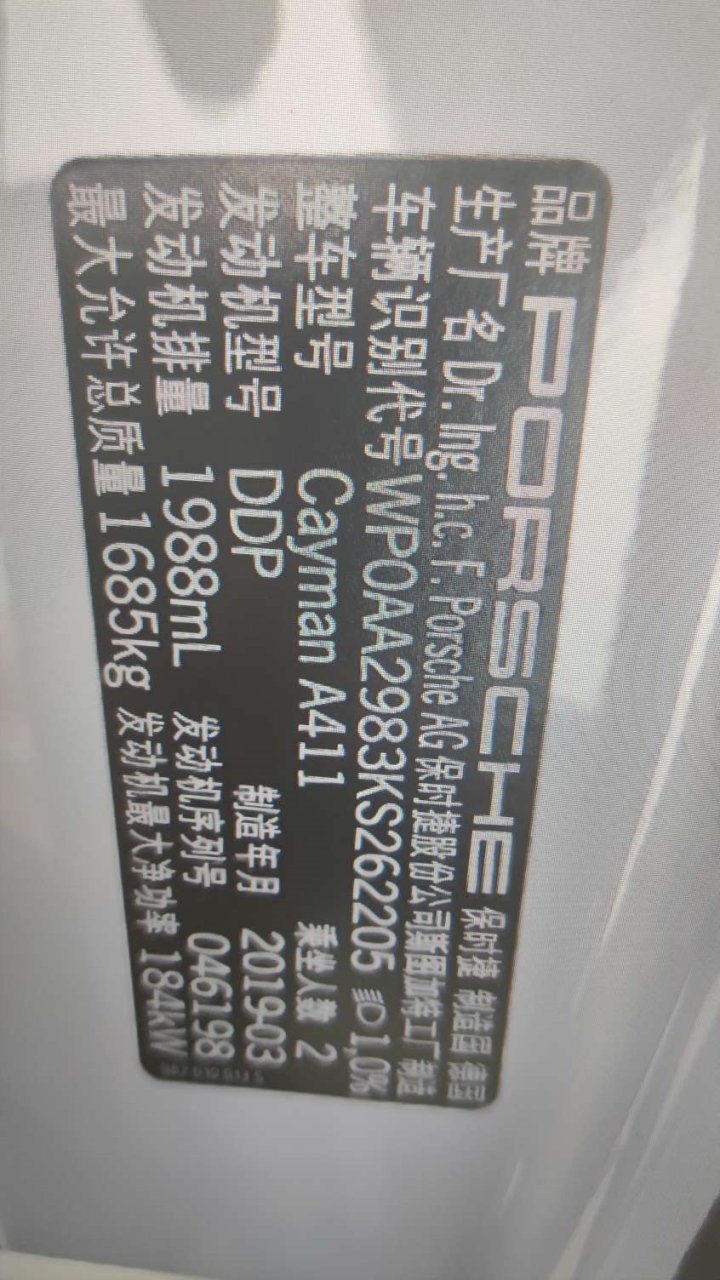 品牌 PORSCHE 保时捷 制造国 德国
生产厂名 Dr. Ing. h.c. F. Porsche AG 保时捷股份公司斯图加特工厂 制造
车辆识别代号 WP0AA2983KS262205 1,0%
整车型号 Cayman A411 乘坐人数 2
发动机型号 DDP 制造年月 2019-03
发动机排量 1988mL 发动机序列号 046198
最大允许总质量 1685kg 发动机最大净功率 184kW